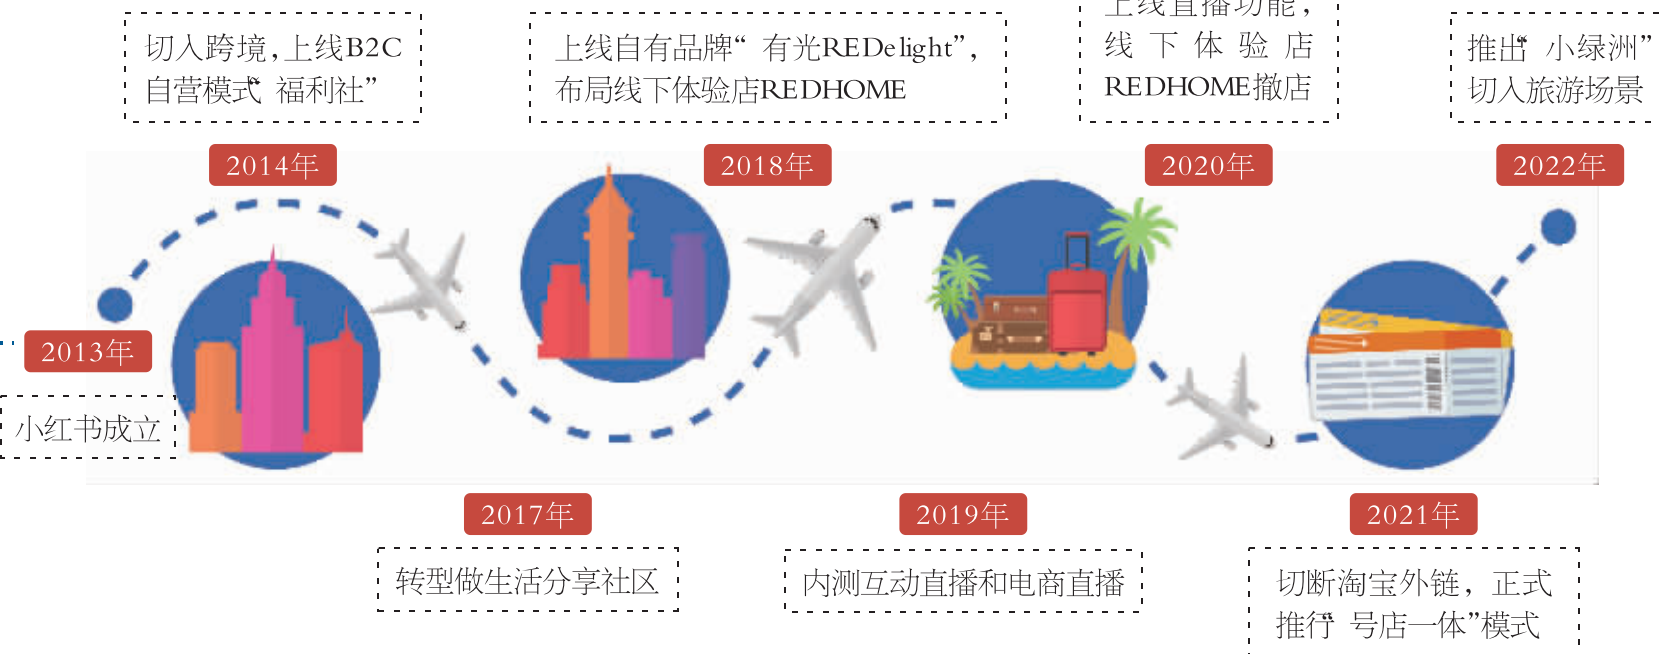 切入跨境,上线B2C
自营模式“福利社”
2014年
上线自有品牌“有光REDelight”,
布局线下体验店REDHOME
2018年
上线直播功能,
线下体验店
REDHOME撤店
2020年
推出“小绿洲”
切入旅游场景
2022年
2013年
小红书成立
2017年
转型做生活分享社区
2019年
内测互动直播和电商直播
2021年
切断淘宝外链,正式
推行“号店一体”模式